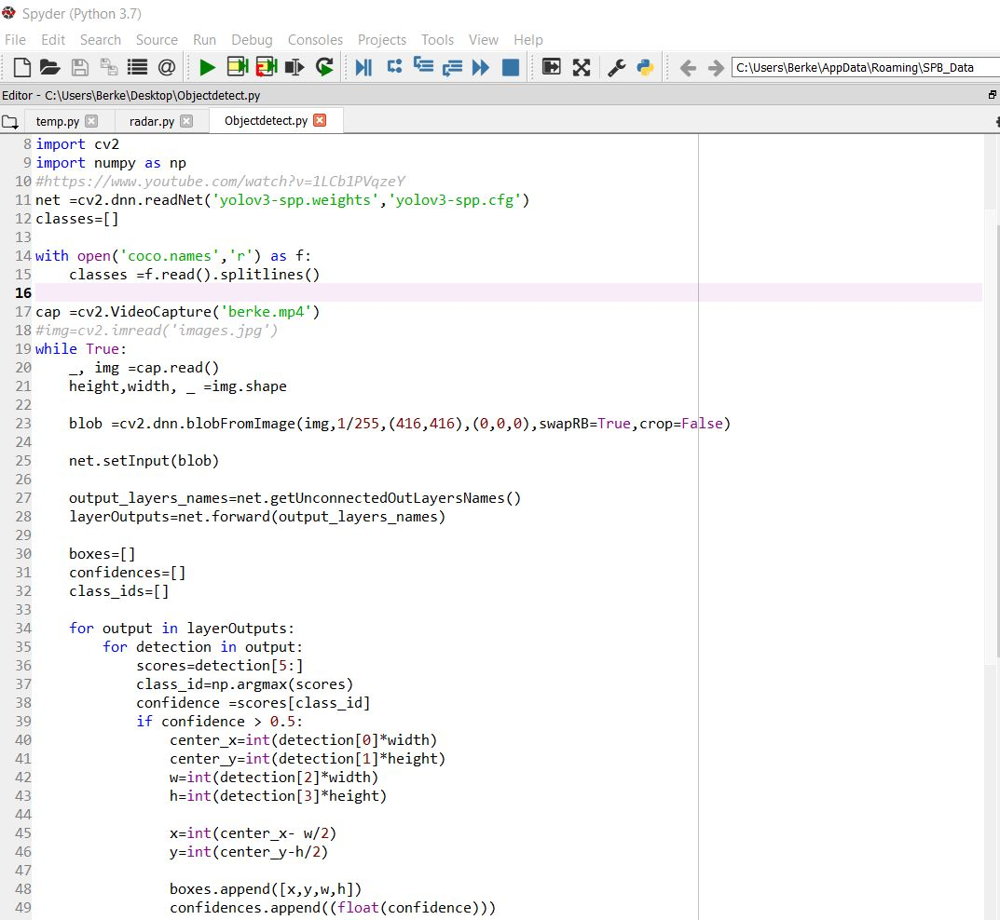 Spyder (Python 3.7)
File Edit Search Source Run Debug Consoles Projects Tools View Help
C:\Users\Berke\AppData\Roaming\SPB_Data
Editor - C:\Users\Berke\Desktop\Objectdetect.py
temp.py radar.py Objectdetect.py
8 import cv2
9 import numpy as np
10 #https://www.youtube.com/watch?v=1LCb1PVqzeY
11 net =cv2.dnn.readNet('yolov3-spp.weights','yolov3-spp.cfg')
12 classes=[]
13
14 with open('coco.names','r') as f:
15     classes =f.read().splitlines()
16
17 cap =cv2.VideoCapture('berke.mp4')
18 #img=cv2.imread('images.jpg')
19 while True:
20     _, img =cap.read()
21     height,width, _ =img.shape
22
23     blob =cv2.dnn.blobFromImage(img,1/255,(416,416),(0,0,0),swapRB=True,crop=False)
24
25     net.setInput(blob)
26
27     output_layers_names=net.getUnconnectedOutLayersNames()
28     layerOutputs=net.forward(output_layers_names)
29
30     boxes=[]
31     confidences=[]
32     class_ids=[]
33
34     for output in layerOutputs:
35         for detection in output:
36             scores=detection[5:]
37             class_id=np.argmax(scores)
38             confidence =scores[class_id]
39             if confidence > 0.5:
40                 center_x=int(detection[0]*width)
41                 center_y=int(detection[1]*height)
42                 w=int(detection[2]*width)
43                 h=int(detection[3]*height)
44
45                 x=int(center_x- w/2)
46                 y=int(center_y-h/2)
47
48                 boxes.append([x,y,w,h])
49                 confidences.append((float(confidence)))